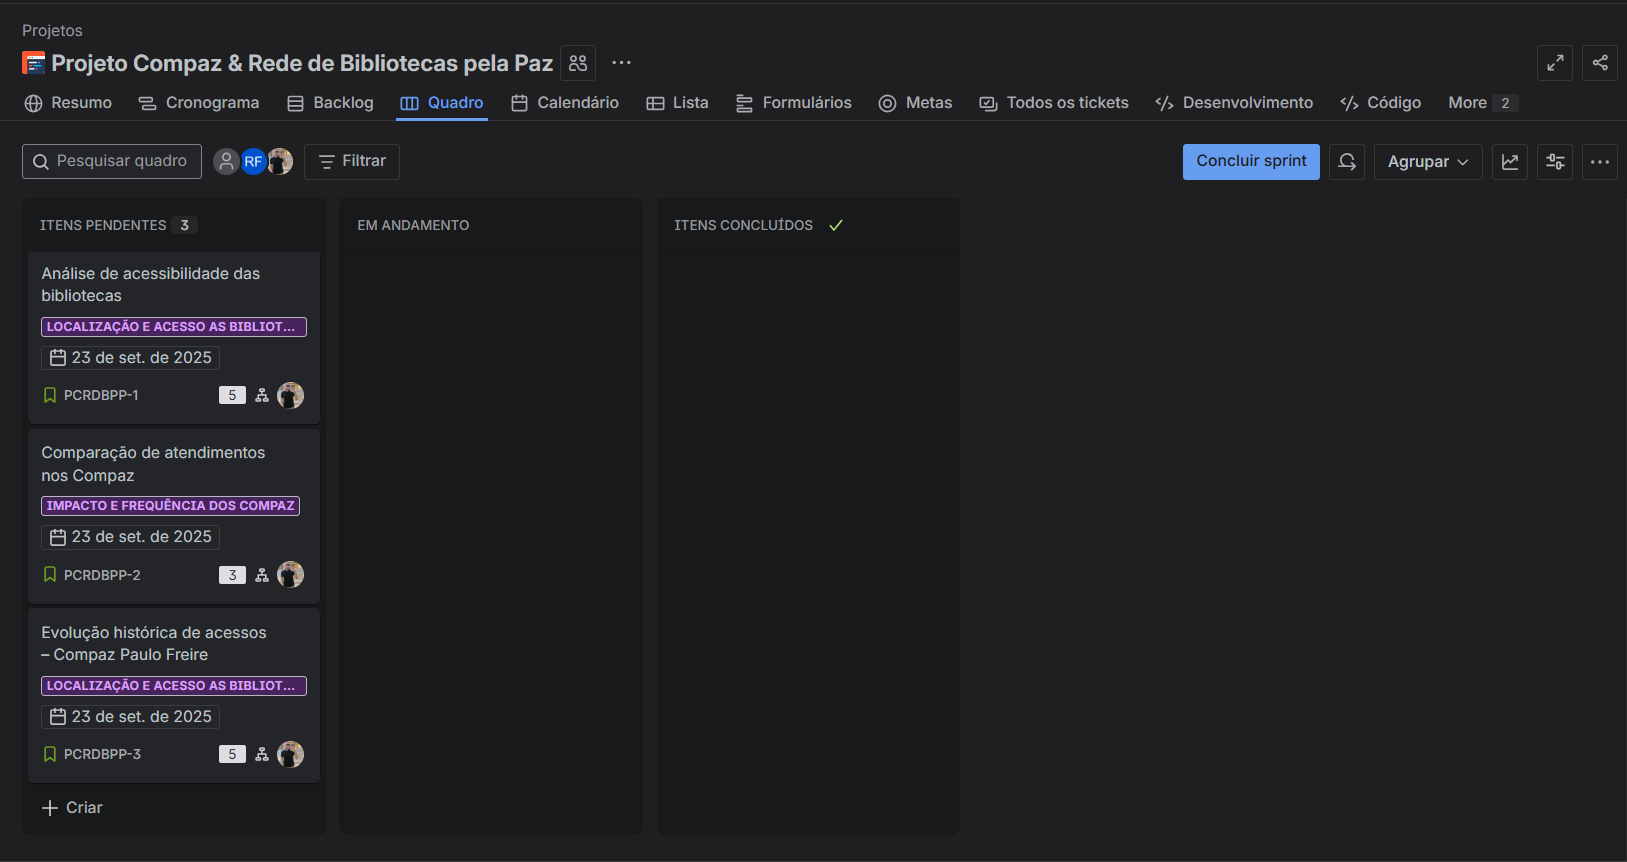 Projetos
Projeto Compaz & Rede de Bibliotecas pela Paz
Resumo Cronograma Backlog Quadro Calendário Lista Formulários Metas Todos os tickets Desenvolvimento Código More 2
Pesquisar quadro RF Filtrar Concluir sprint Agrupar
ITENS PENDENTES 3
Análise de acessibilidade das
bibliotecas
LOCALIZAÇÃO E ACESSO AS BIBLIOT...
23 de set. de 2025
PCRDBPP-1 5
Comparação de atendimentos
nos Compaz
IMPACTO E FREQUÊNCIA DOS COMPAZ
23 de set. de 2025
PCRDBPP-2 3
Evolução histórica de acessos
– Compaz Paulo Freire
LOCALIZAÇÃO E ACESSO AS BIBLIOT...
23 de set. de 2025
PCRDBPP-3 5
Criar
EM ANDAMENTO
ITENS CONCLUÍDOS